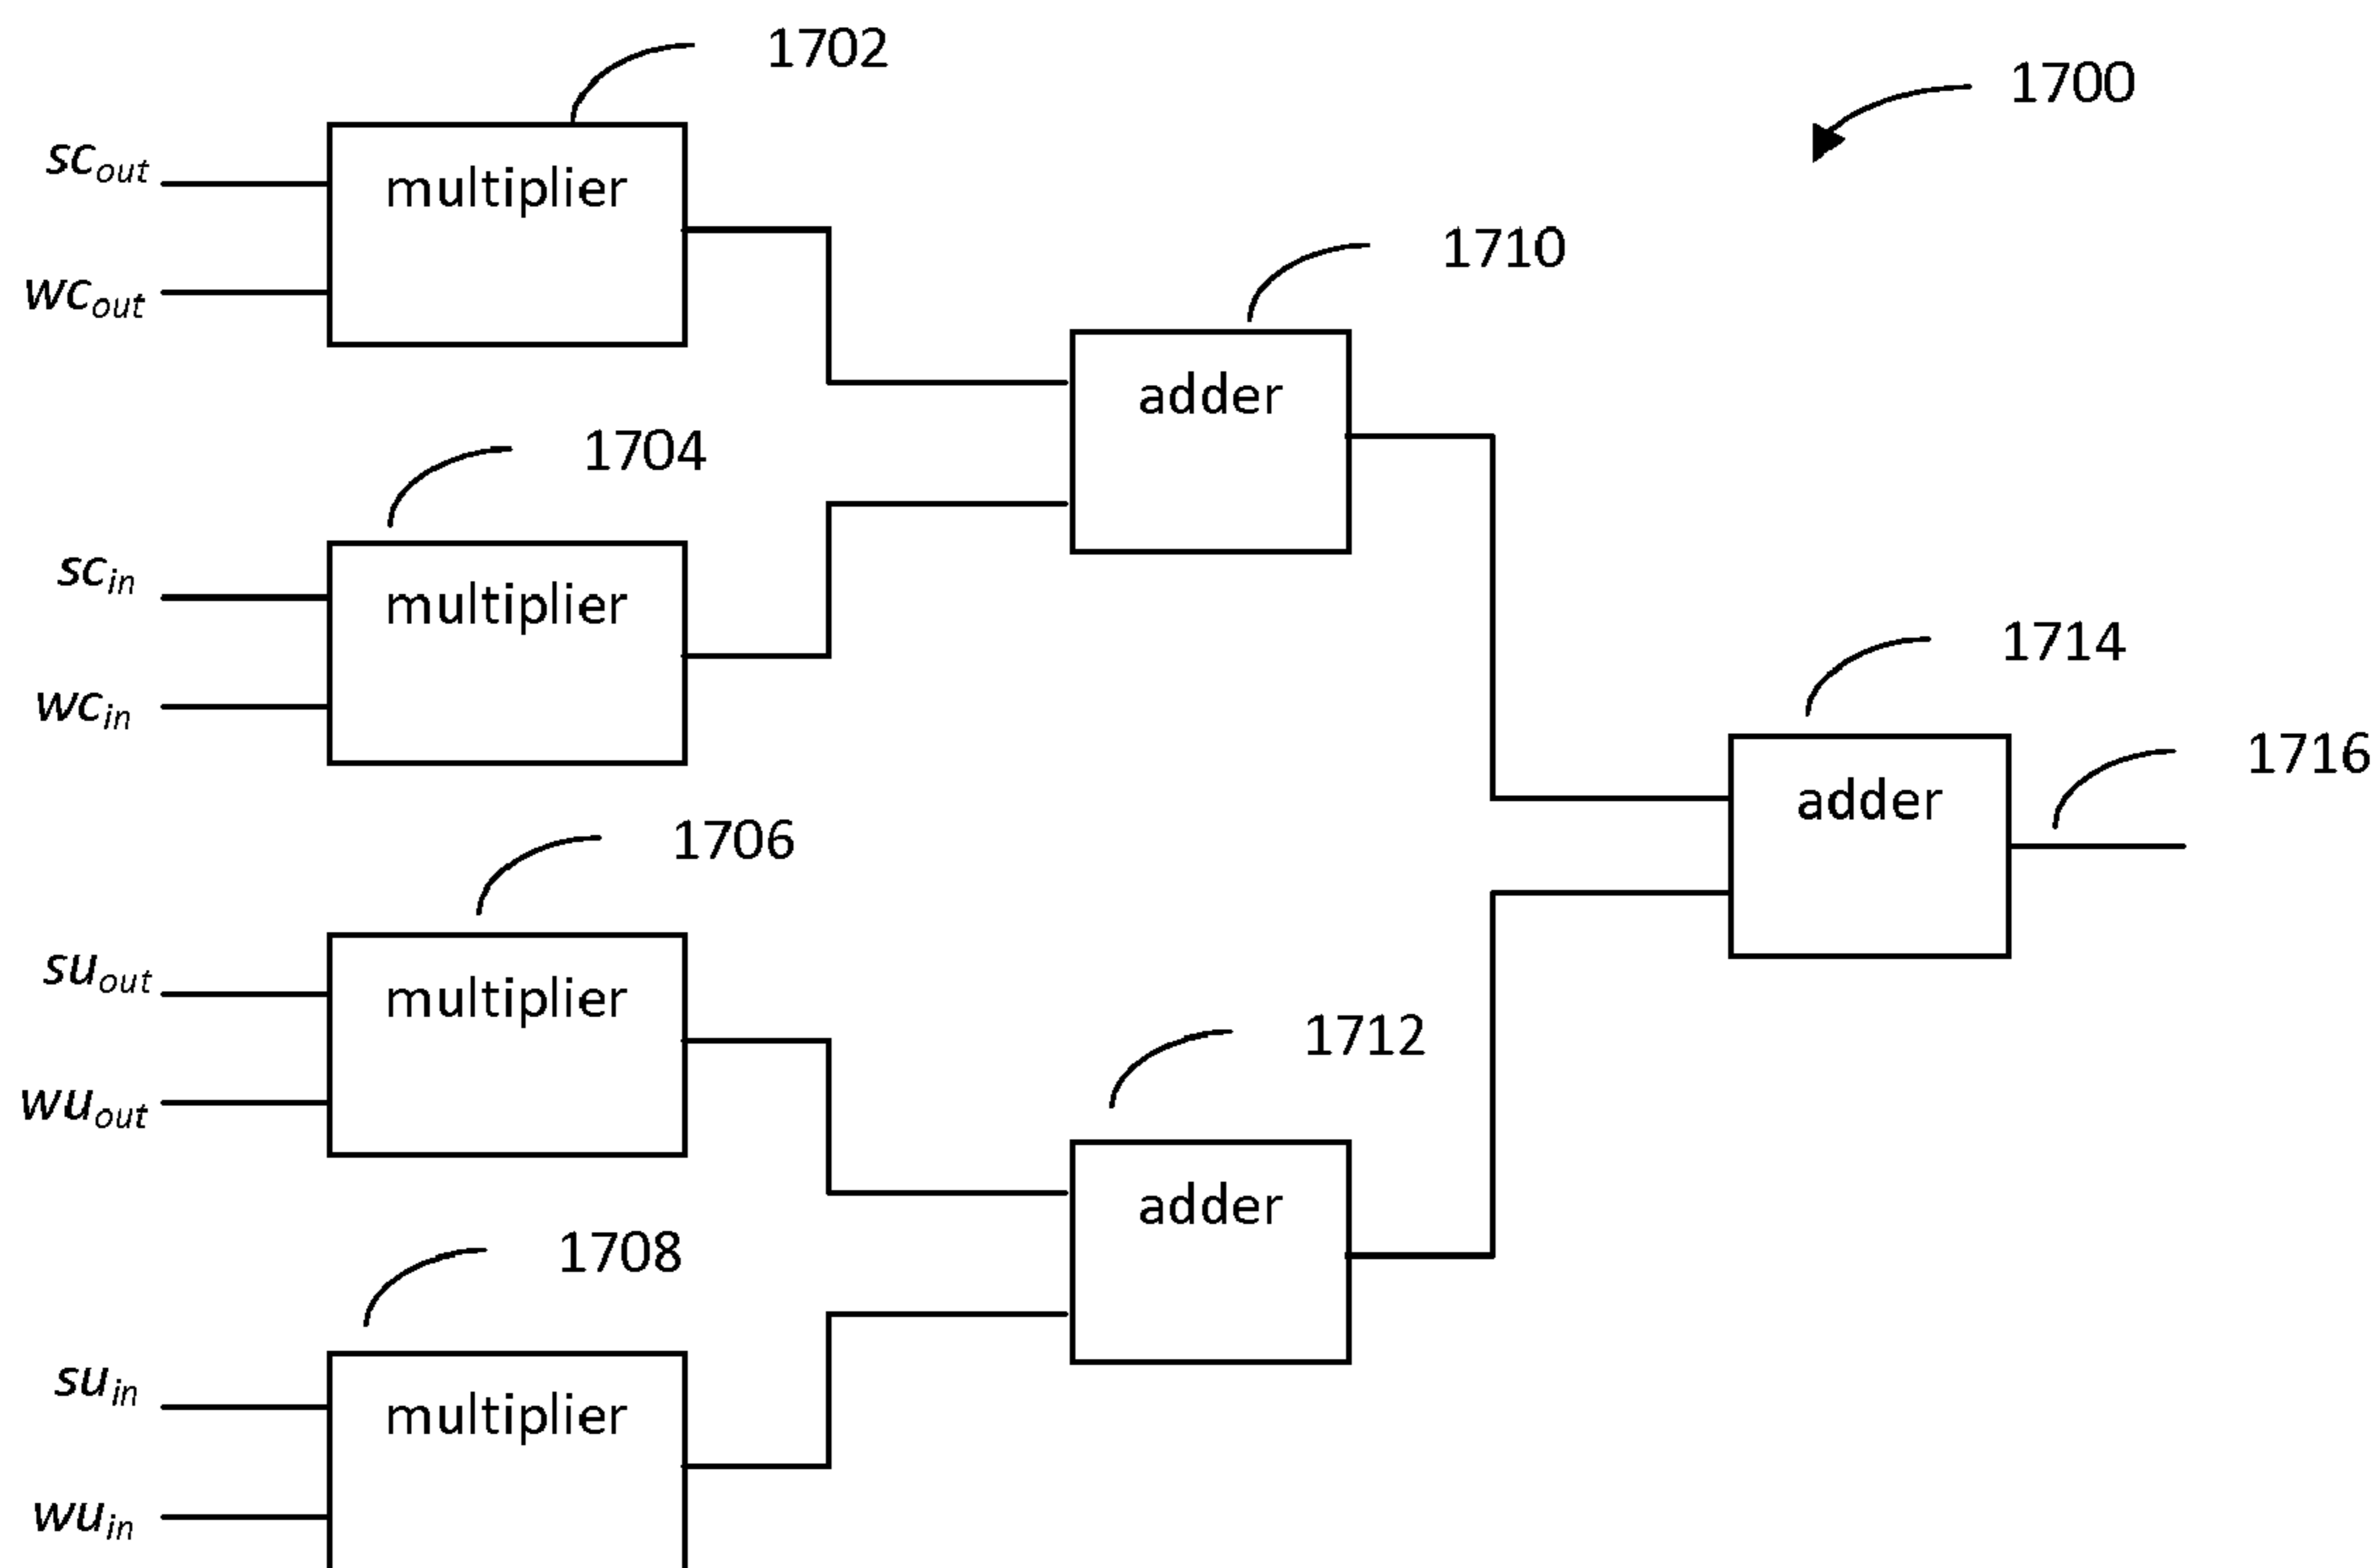 1702
1700
sc_out
multiplier
wc_out
1710
adder
1704
sc_in
multiplier
wc_in
1714
adder
1716
1706
su_out
multiplier
wu_out
1712
adder
1708
su_in
multiplier
wu_in